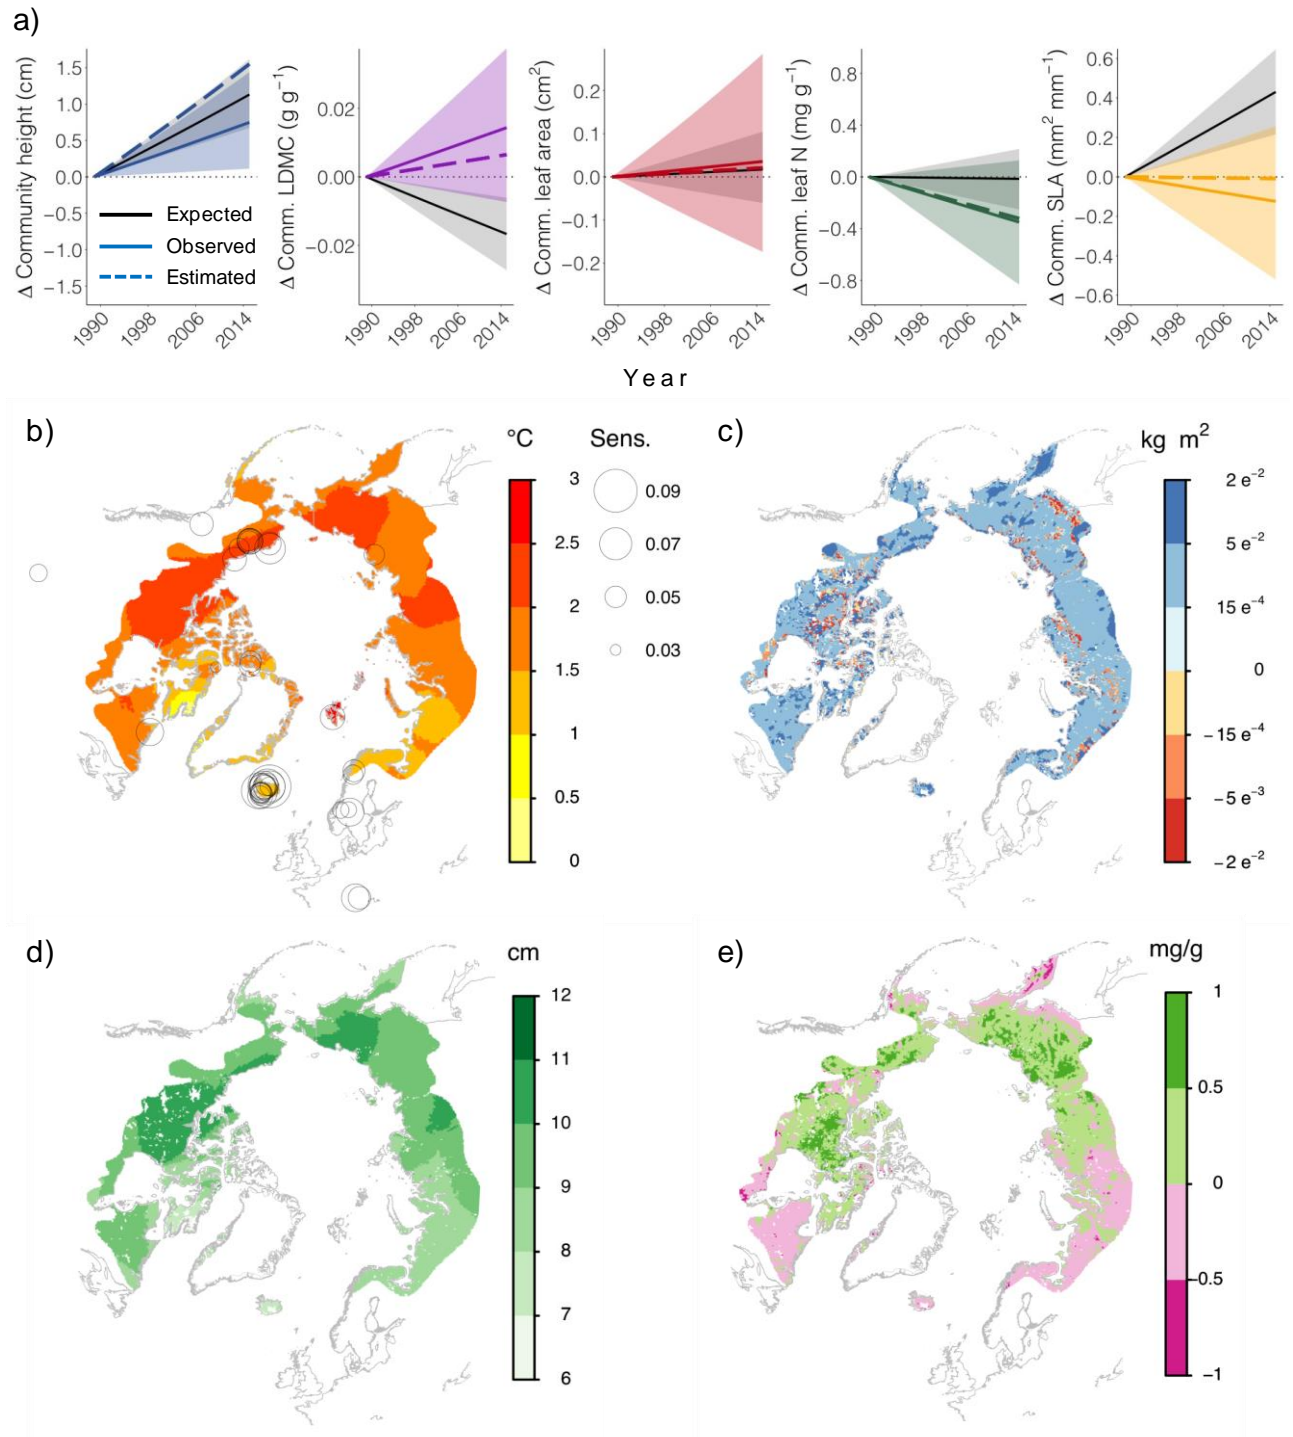 a)
Δ Community height (cm)
1.5
1.0
0.5
0.0
−0.5
−1.0
−1.5
Expected
Observed
Estimated
1990
1998
2006
2014
Δ Comm. LDMC (g g⁻¹)
0.02
0.00
−0.02
1990
1998
2006
2014
Δ Comm. leaf area (cm²)
0.2
0.1
0.0
−0.1
−0.2
1990
1998
2006
2014
Δ Comm. leaf N (mg g⁻¹)
0.8
0.4
0.0
−0.4
−0.8
1990
1998
2006
2014
Δ Comm. SLA (mm² mm⁻¹)
0.6
0.4
0.2
0.0
−0.2
−0.4
−0.6
1990
1998
2006
2014
Year
b)
°C
3
2.5
2
1.5
1
0.5
0
Sens.
0.09
0.07
0.05
0.03
c)
kg m²
2 e⁻²
5 e⁻²
15 e⁻⁴
0
−15 e⁻⁴
−5 e⁻³
−2 e⁻²
d)
cm
12
11
10
9
8
7
6
e)
mg/g
1
0.5
0
−0.5
−1